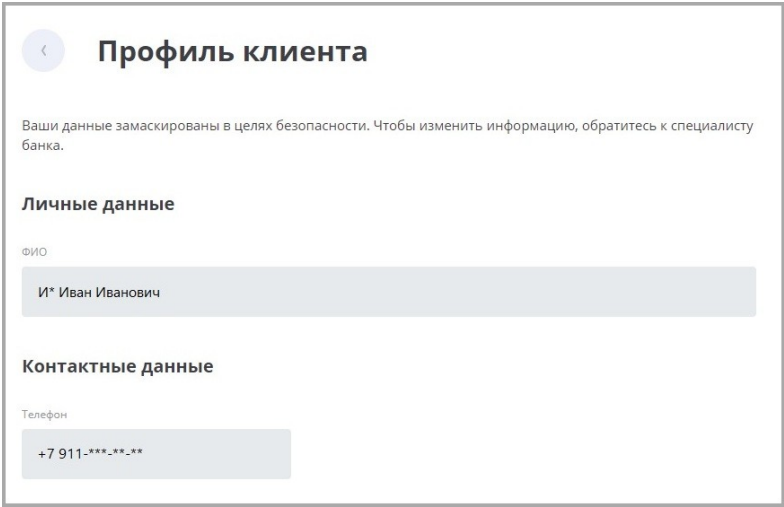 Профиль клиента
Ваши данные замаскированы в целях безопасности. Чтобы изменить информацию, обратитесь к специалисту
банка.
Личные данные
ФИО
И* Иван Иванович
Контактные данные
Телефон
+7 911-***-**-**